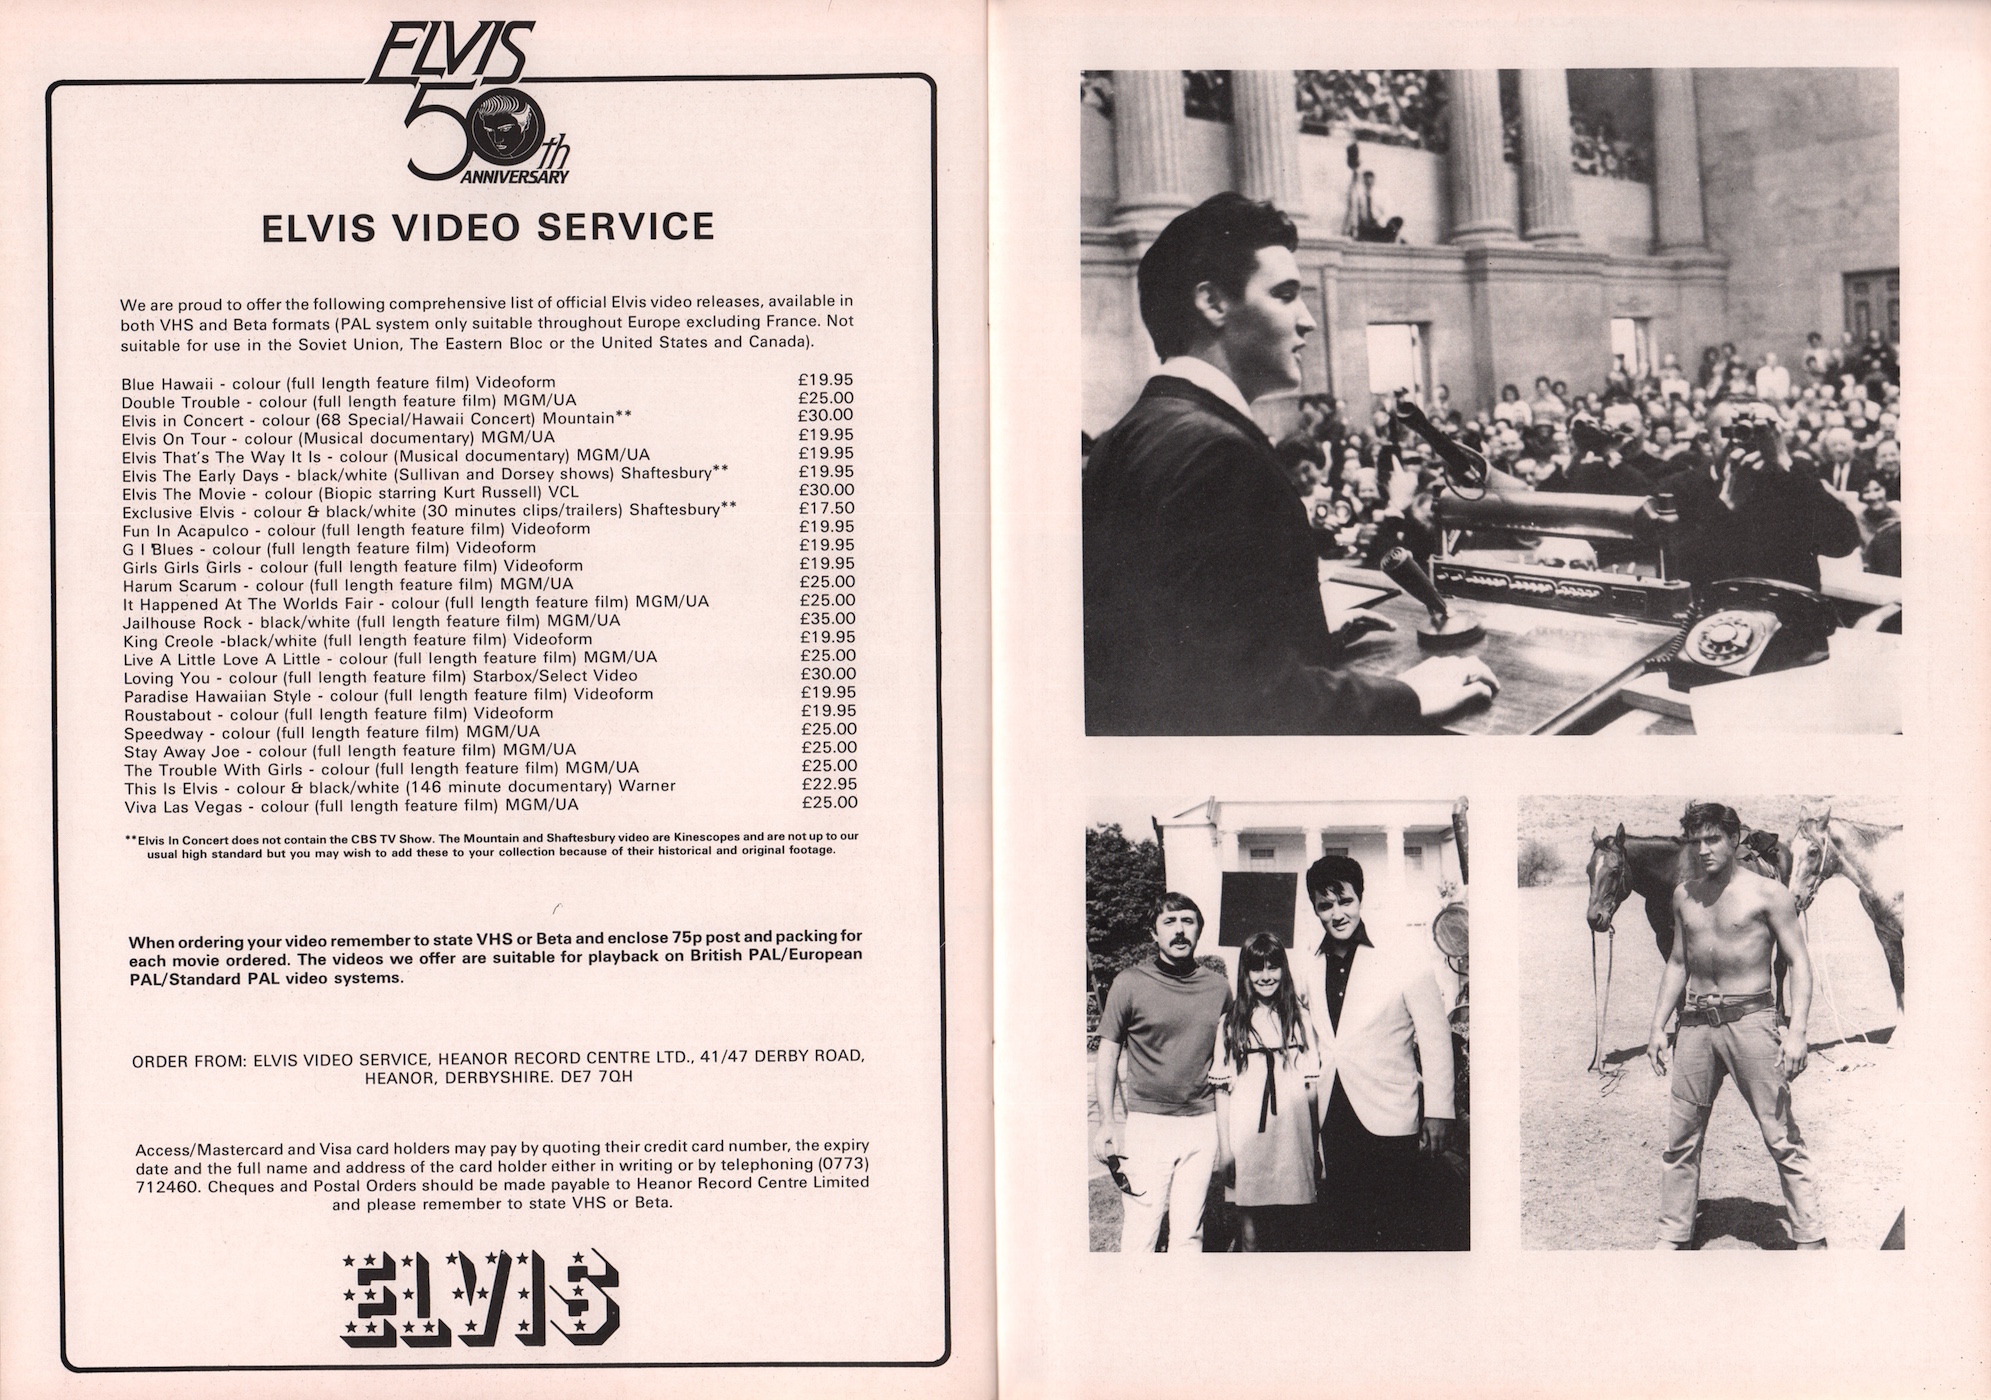 ELVIS
50th
ANNIVERSARY
ELVIS VIDEO SERVICE
We are proud to offer the following comprehensive list of official Elvis video releases, available in
both VHS and Beta formats (PAL system only suitable throughout Europe excluding France. Not
suitable for use in the Soviet Union, The Eastern Bloc or the United States and Canada).
Blue Hawaii - colour (full length feature film) Videoform £19.95
Double Trouble - colour (full length feature film) MGM/UA £25.00
Elvis in Concert - colour (68 Special/Hawaii Concert) Mountain** £30.00
Elvis On Tour - colour (Musical documentary) MGM/UA £19.95
Elvis That's The Way It Is - colour (Musical documentary) MGM/UA £19.95
Elvis The Early Days - black/white (Sullivan and Dorsey shows) Shaftesbury** £19.95
Elvis The Movie - colour (Biopic starring Kurt Russell) VCL £30.00
Exclusive Elvis - colour & black/white (30 minutes clips/trailers) Shaftesbury** £17.50
Fun In Acapulco - colour (full length feature film) Videoform £19.95
G I Blues - colour (full length feature film) Videoform £19.95
Girls Girls Girls - colour (full length feature film) Videoform £19.95
Harum Scarum - colour (full length feature film) MGM/UA £25.00
It Happened At The Worlds Fair - colour (full length feature film) MGM/UA £25.00
Jailhouse Rock - black/white (full length feature film) MGM/UA £35.00
King Creole -black/white (full length feature film) Videoform £19.95
Live A Little Love A Little - colour (full length feature film) MGM/UA £25.00
Loving You - colour (full length feature film) Starbox/Select Video £30.00
Paradise Hawaiian Style - colour (full length feature film) Videoform £19.95
Roustabout - colour (full length feature film) Videoform £19.95
Speedway - colour (full length feature film) MGM/UA £25.00
Stay Away Joe - colour (full length feature film) MGM/UA £25.00
The Trouble With Girls - colour (full length feature film) MGM/UA £25.00
This Is Elvis - colour & black/white (146 minute documentary) Warner £22.95
Viva Las Vegas - colour (full length feature film) MGM/UA £25.00
**Elvis In Concert does not contain the CBS TV Show. The Mountain and Shaftesbury video are Kinescopes and are not up to our
usual high standard but you may wish to add these to your collection because of their historical and original footage.
When ordering your video remember to state VHS or Beta and enclose 75p post and packing for
each movie ordered. The videos we offer are suitable for playback on British PAL/European
PAL/Standard PAL video systems.
ORDER FROM: ELVIS VIDEO SERVICE, HEANOR RECORD CENTRE LTD., 41/47 DERBY ROAD,
HEANOR, DERBYSHIRE. DE7 7QH
Access/Mastercard and Visa card holders may pay by quoting their credit card number, the expiry
date and the full name and address of the card holder either in writing or by telephoning (0773)
712460. Cheques and Postal Orders should be made payable to Heanor Record Centre Limited
and please remember to state VHS or Beta.
ELVIS